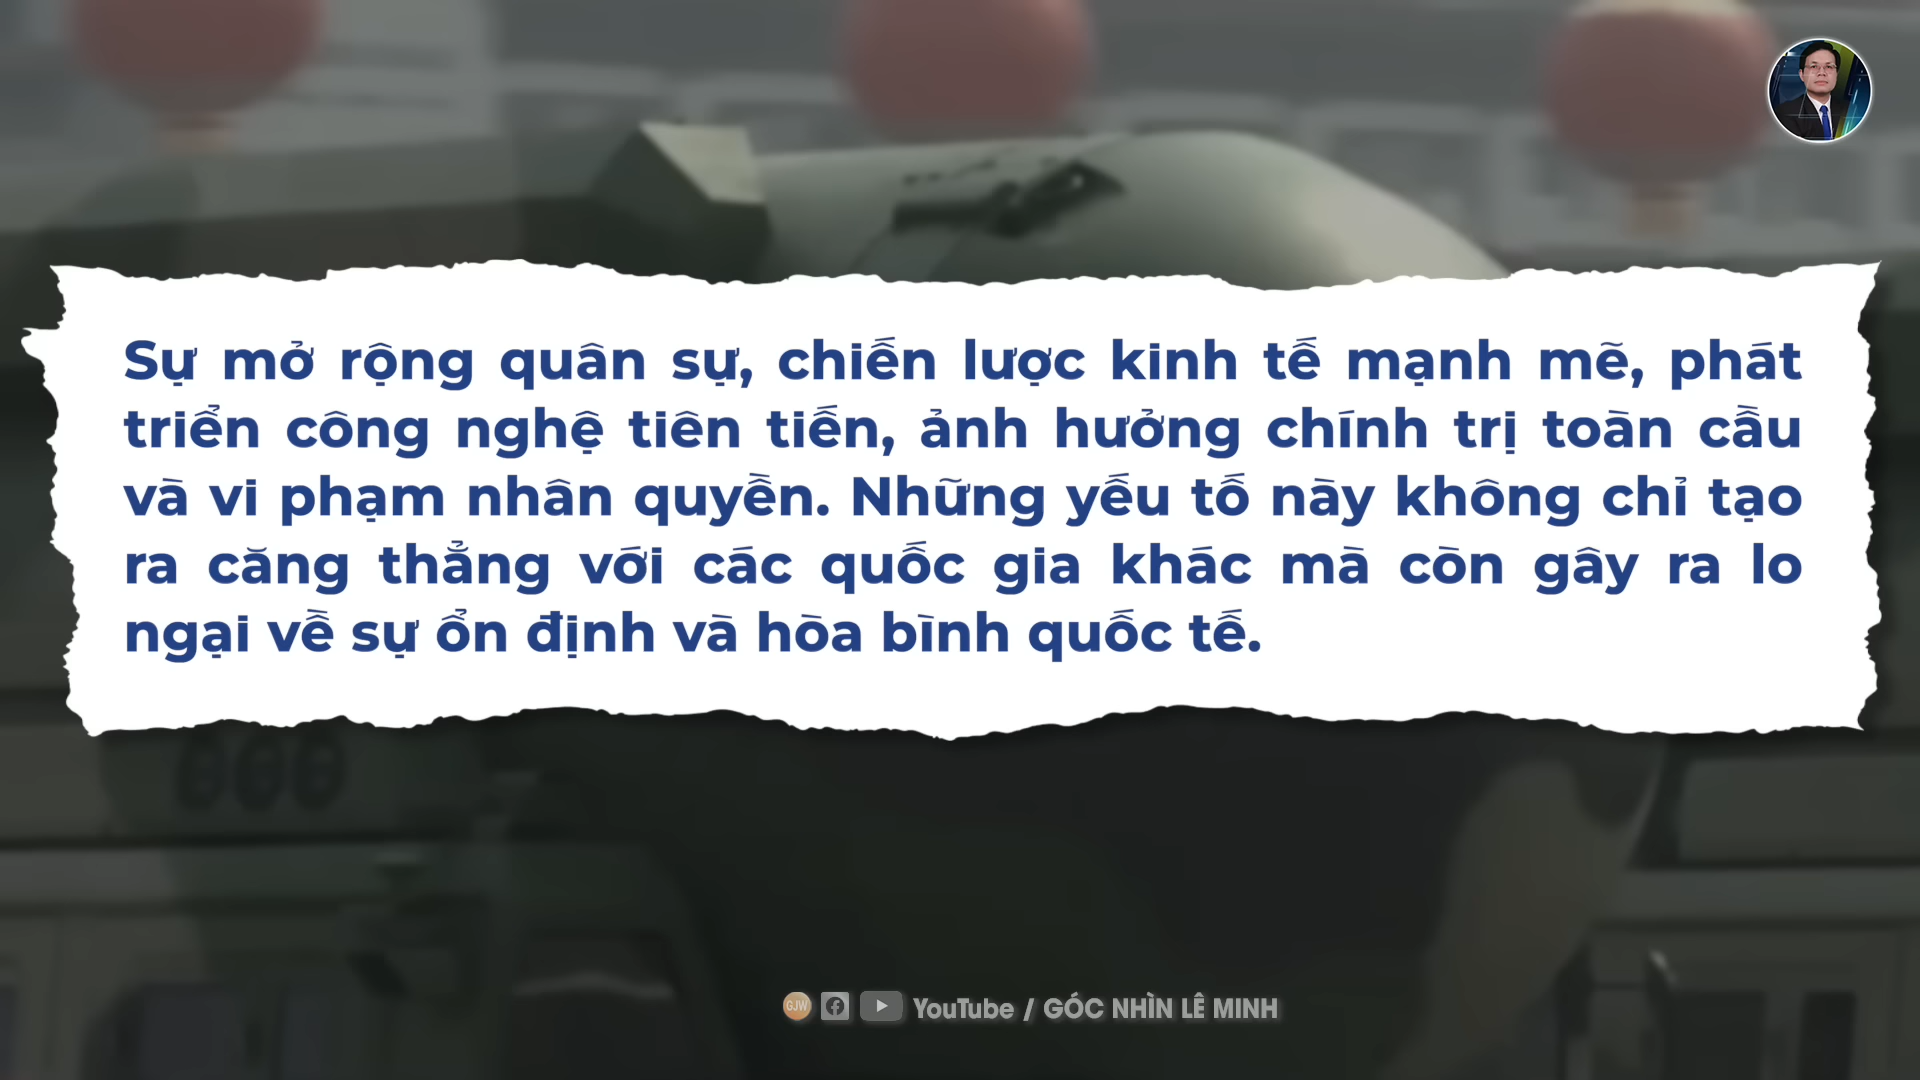 Sự mở rộng quân sự, chiến lược kinh tế mạnh mẽ, phát
triển công nghệ tiên tiến, ảnh hưởng chính trị toàn cầu
và vi phạm nhân quyền. Những yếu tố này không chỉ tạo
ra căng thẳng với các quốc gia khác mà còn gây ra lo
ngại về sự ổn định và hòa bình quốc tế.
GJW YouTube / GÓC NHÌN LÊ MINH